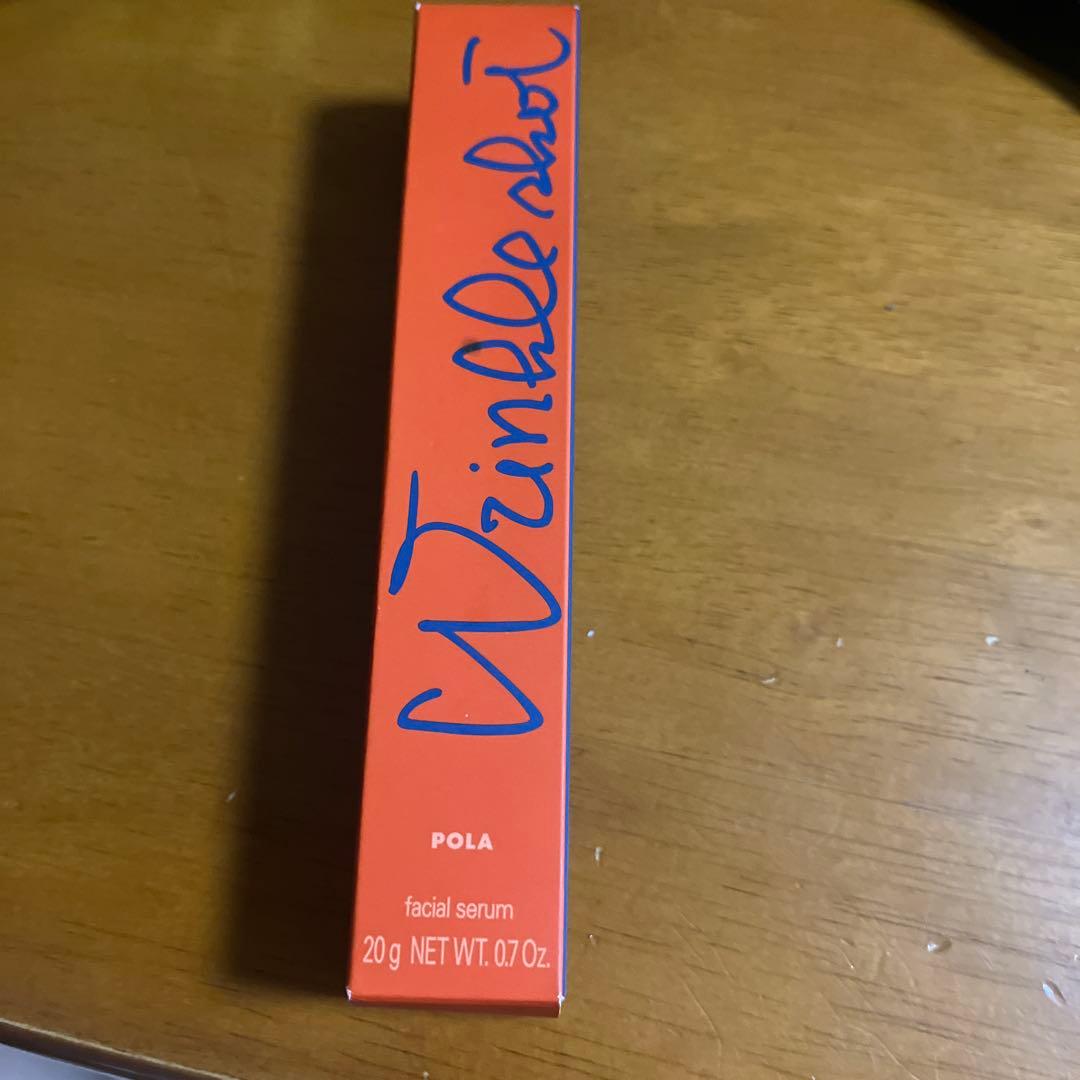 Wrinkle shot
POLA
facial serum
20 g NET WT. 0.7 Oz.